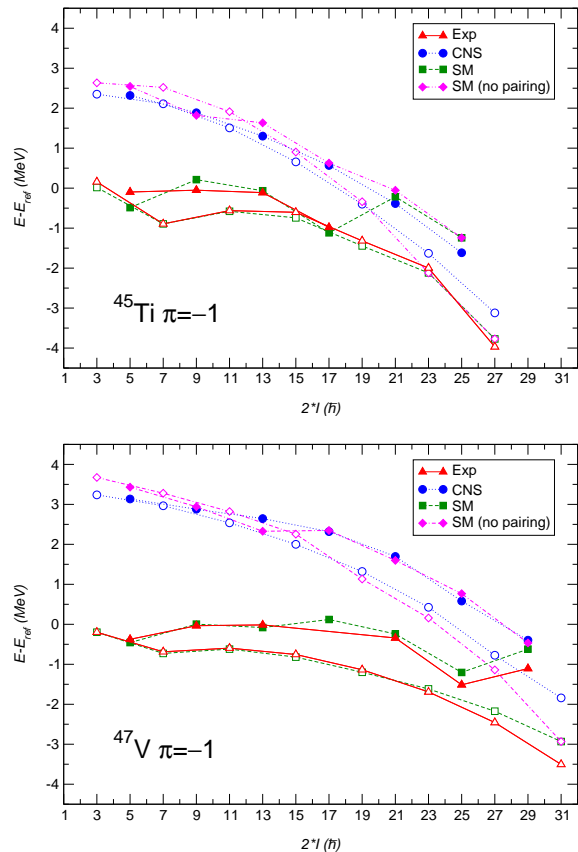 4
3
2
1
0
-1
-2
-3
-4
E-E_ref (MeV)
Exp
CNS
SM
SM (no pairing)
⁴⁵Ti π=−1
1 3 5 7 9 11 13 15 17 19 21 23 25 27 29 31
2*I (ℏ)
4
3
2
1
0
-1
-2
-3
-4
E-E_ref (MeV)
Exp
CNS
SM
SM (no pairing)
⁴⁷V π=−1
1 3 5 7 9 11 13 15 17 19 21 23 25 27 29 31
2*I (ℏ)